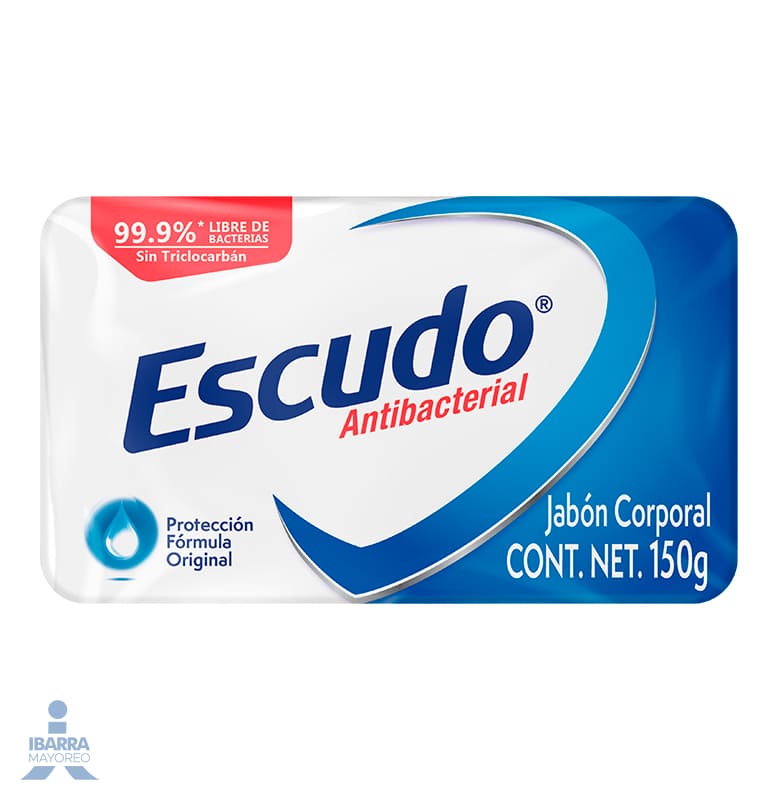 99.9%* LIBRE DE
BACTERIAS
Sin Triclocarbán
Escudo®
Antibacterial
Protección
Fórmula
Original
Jabón Corporal
CONT. NET. 150g
IBARRA
MAYOREO